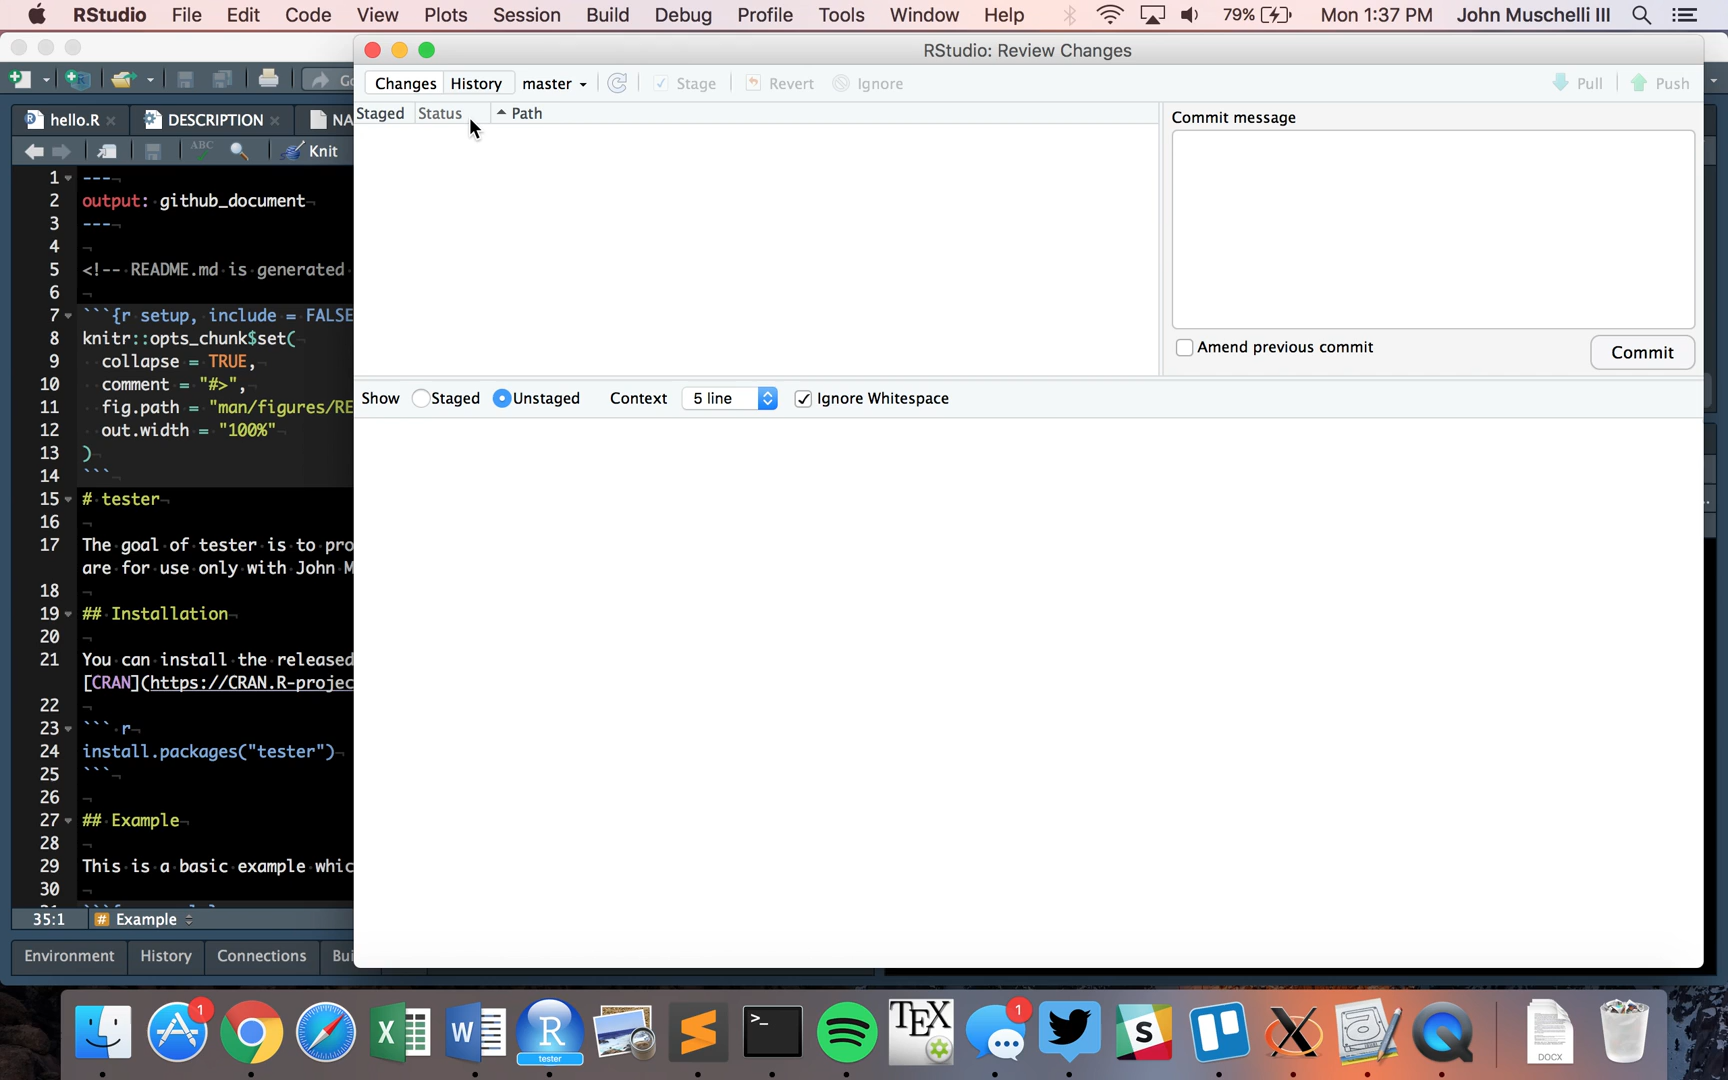 RStudio File Edit Code View Plots Session Build Debug Profile Tools Window Help 79% Mon 1:37 PM John Muschelli III
RStudio: Review Changes
Changes History master Stage Revert Ignore Pull Push
Staged Status Path
Commit message
Amend previous commit
Commit
Show Staged Unstaged Context 5 line Ignore Whitespace
hello.R DESCRIPTION NA
ABC Knit
1 ---
2 output: github_document
3 ---
4
5 <!-- README.md is generated
6
7 ```{r setup, include = FALSE
8 knitr::opts_chunk$set(
9 collapse = TRUE,
10 comment = "#>",
11 fig.path = "man/figures/RE
12 out.width = "100%"
13 )
14 ```
15 # tester
16
17 The goal of tester is to pro
are for use only with John M
18
19 ## Installation
20
21 You can install the released
[CRAN](https://CRAN.R-projec
22
23 ``` r
24 install.packages("tester")
25 ```
26
27 ## Example
28
29 This is a basic example whic
30
35:1 # Example
Environment History Connections Bui
1
1
TEX
tester
DOCX